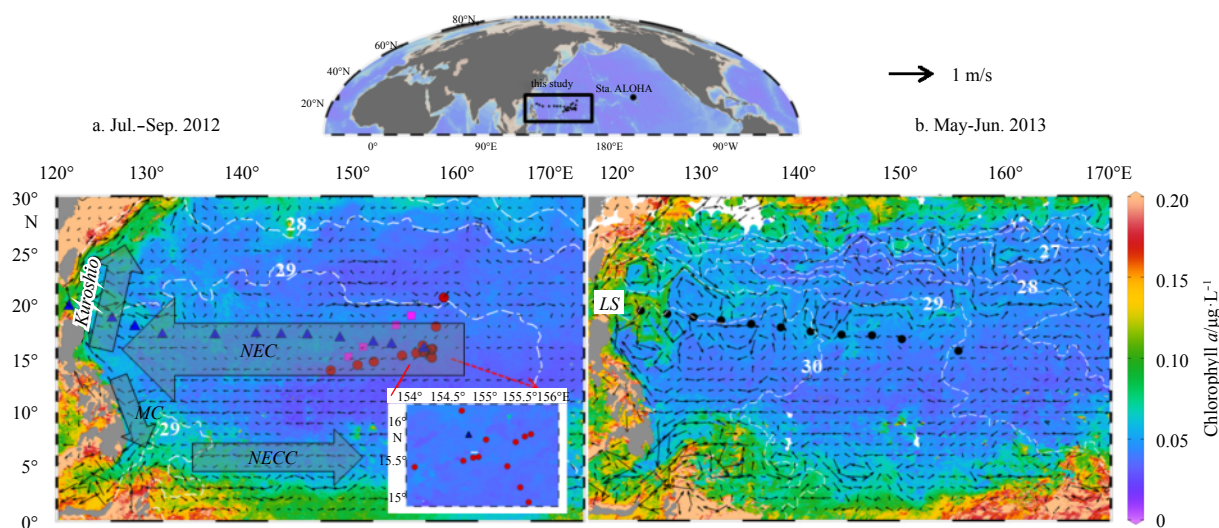 80°N
60°N
40°N
20°N
this study
Sta. ALOHA
0°
90°E
180°E
90°W
1 m/s
a. Jul.–Sep. 2012
b. May-Jun. 2013
120° 130° 140° 150° 160° 170°E
120° 130° 140° 150° 160° 170°E
30°
N
25°
20°
15°
10°
5°
0°
28
29
Kuroshio
NEC
MC
29
NECC
154° 154.5° 155° 155.5° 156°E
16°
N
15.5°
15°
LS
27
28
29
30
0.20
0.15
0.10
0.05
0
Chlorophyll a/μg·L⁻¹